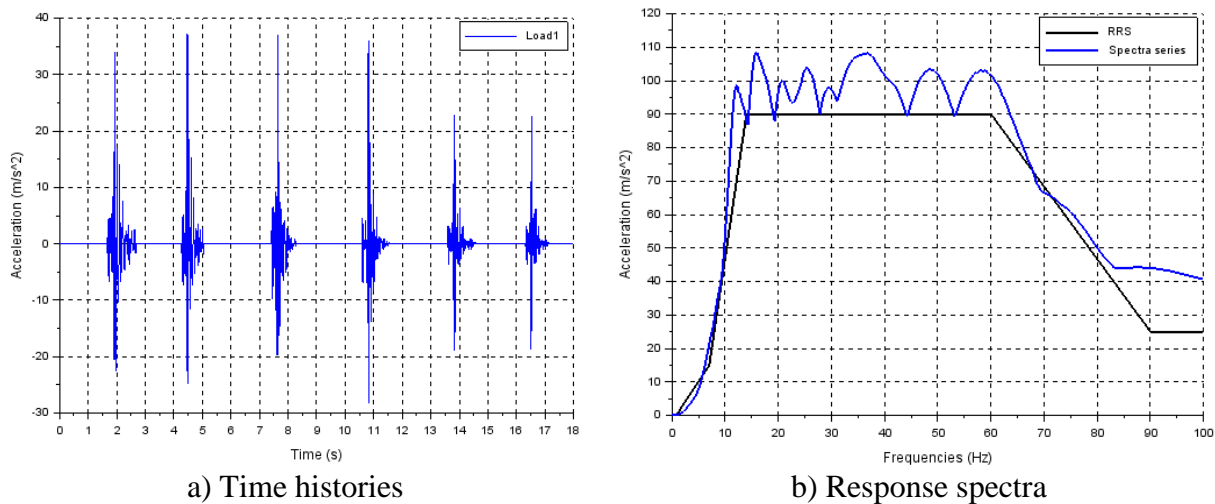 40
30
20
10
0
-10
-20
-30
Acceleration (m/s^2)
Load1
0 1 2 3 4 5 6 7 8 9 10 11 12 13 14 15 16 17 18
Time (s)
a) Time histories
120
110
100
90
80
70
60
50
40
30
20
10
0
Acceleration (m/s^2)
RRS
Spectra series
0 10 20 30 40 50 60 70 80 90 100
Frequencies (Hz)
b) Response spectra